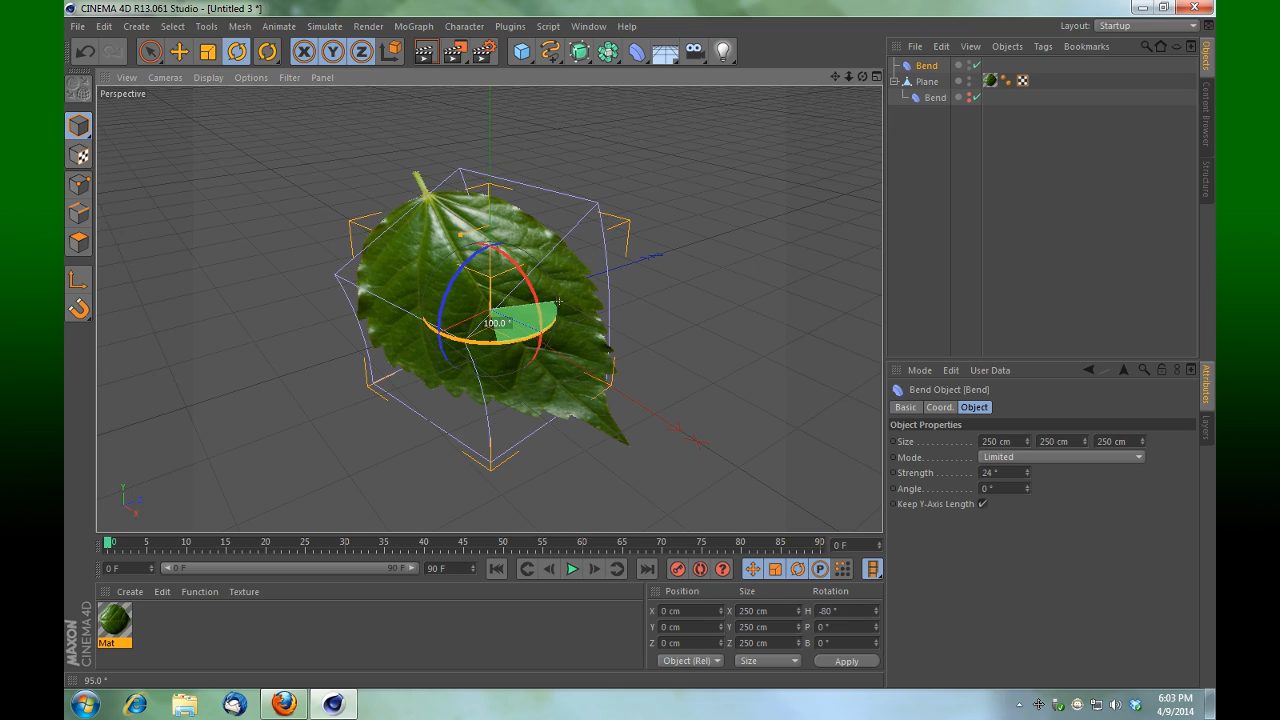 CINEMA 4D R13.061 Studio - [Untitled 3 *]
File Edit Create Select Tools Mesh Animate Simulate Render MoGraph Character Plugins Script Window Help
Layout: Startup
X Y Z
View Cameras Display Options Filter Panel
Perspective
100.0 °
Y
X
File Edit View Objects Tags Bookmarks
Bend
Plane
Bend
Objects
Content Browser
Structure
Mode Edit User Data
Bend Object [Bend]
Basic Coord. Object
Object Properties
Size 250 cm 250 cm 250 cm
Mode Limited
Strength 24 °
Angle 0 °
Keep Y-Axis Length
Attributes
Layers
0 5 10 15 20 25 30 35 40 45 50 55 60 65 70 75 80 85 90 0 F
0 F 0 F 90 F 90 F
P
Create Edit Function Texture
Mat
Position Size Rotation
X 0 cm X 250 cm H -80 °
Y 0 cm Y 250 cm P 0 °
Z 0 cm Z 250 cm B 0 °
Object (Rel) Size Apply
MAXON CINEMA 4D
95.0 °
6:03 PM
4/9/2014